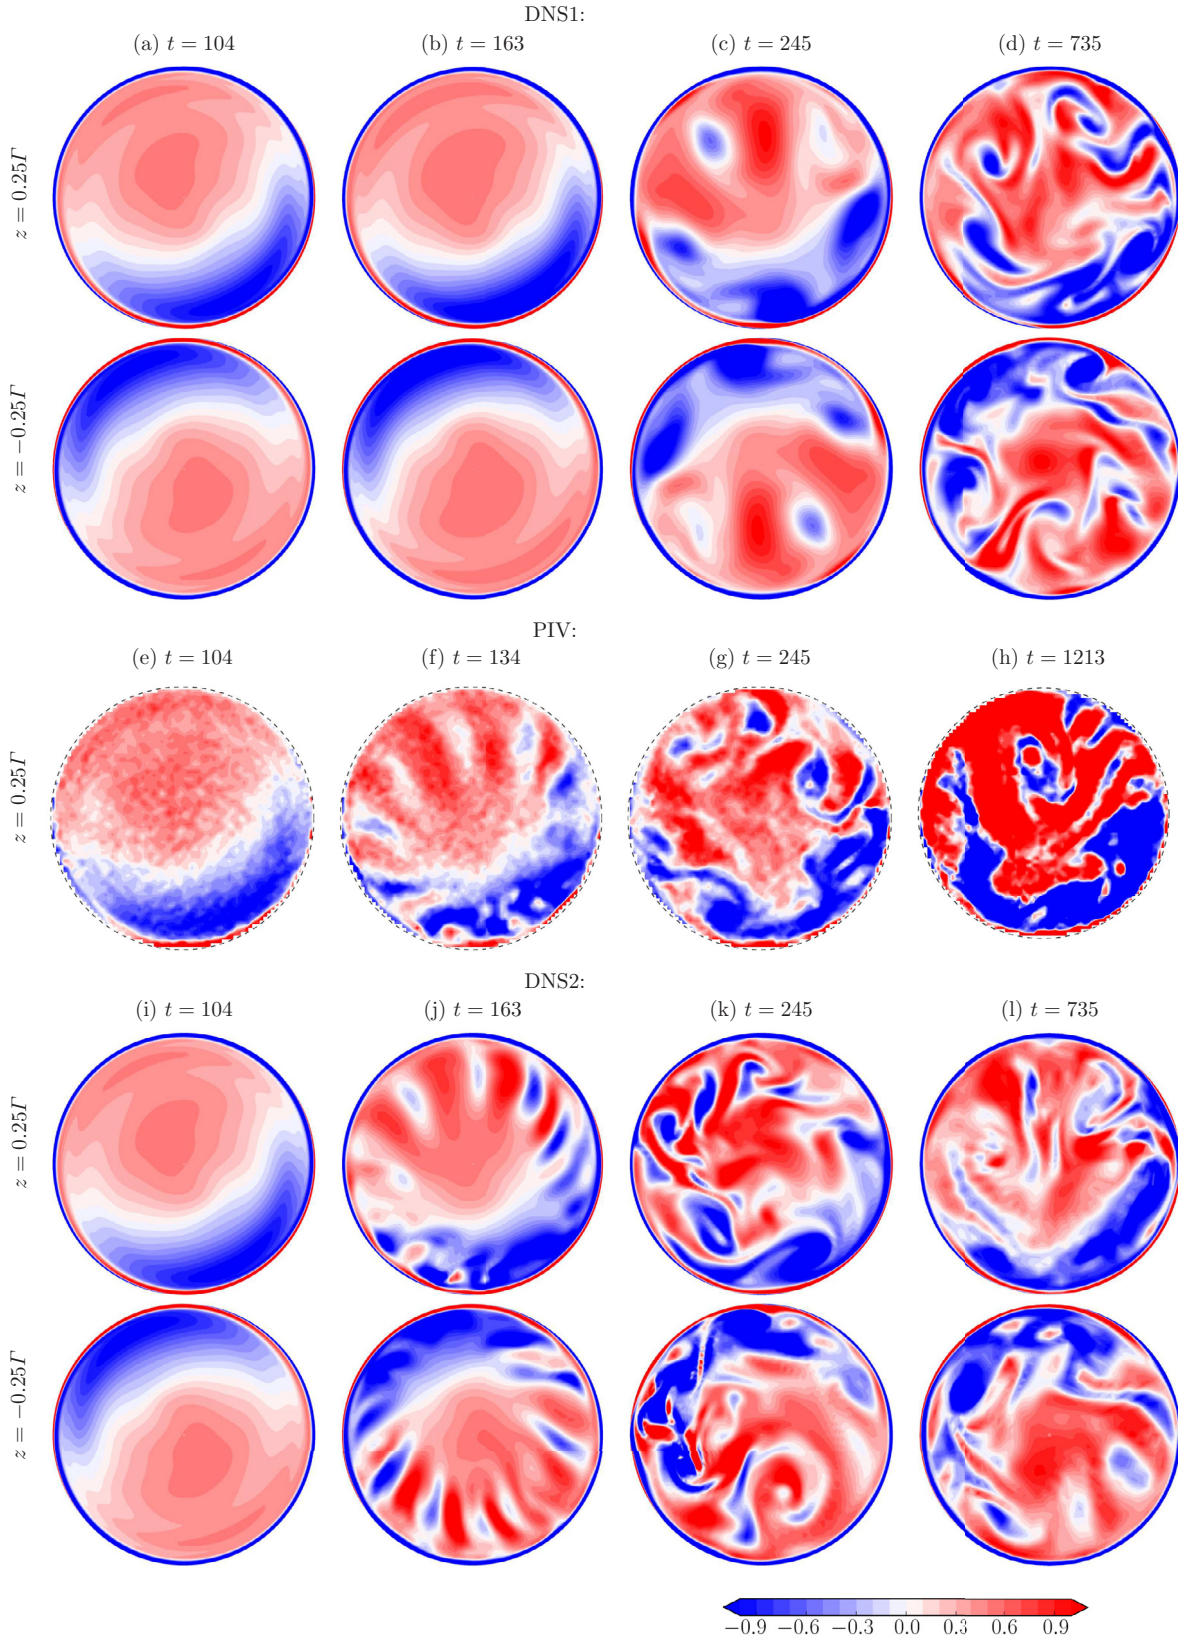 DNS1:
(a) t = 104
(b) t = 163
(c) t = 245
(d) t = 735
z = 0.25Γ
z = −0.25Γ
PIV:
(e) t = 104
(f) t = 134
(g) t = 245
(h) t = 1213
z = 0.25Γ
DNS2:
(i) t = 104
(j) t = 163
(k) t = 245
(l) t = 735
z = 0.25Γ
z = −0.25Γ
−0.9 −0.6 −0.3 0.0 0.3 0.6 0.9